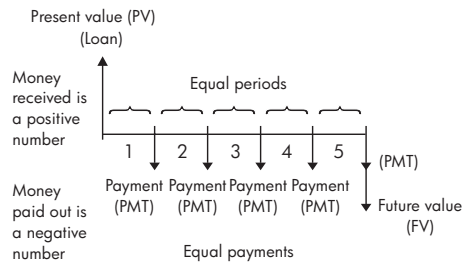 Present value (PV)
(Loan)
Money
received is
a positive
number
Equal periods
1 2 3 4 5
(PMT)
Payment Payment Payment Payment
(PMT) (PMT) (PMT) (PMT)
Money
paid out is
a negative
number
Future value
(FV)
Equal payments